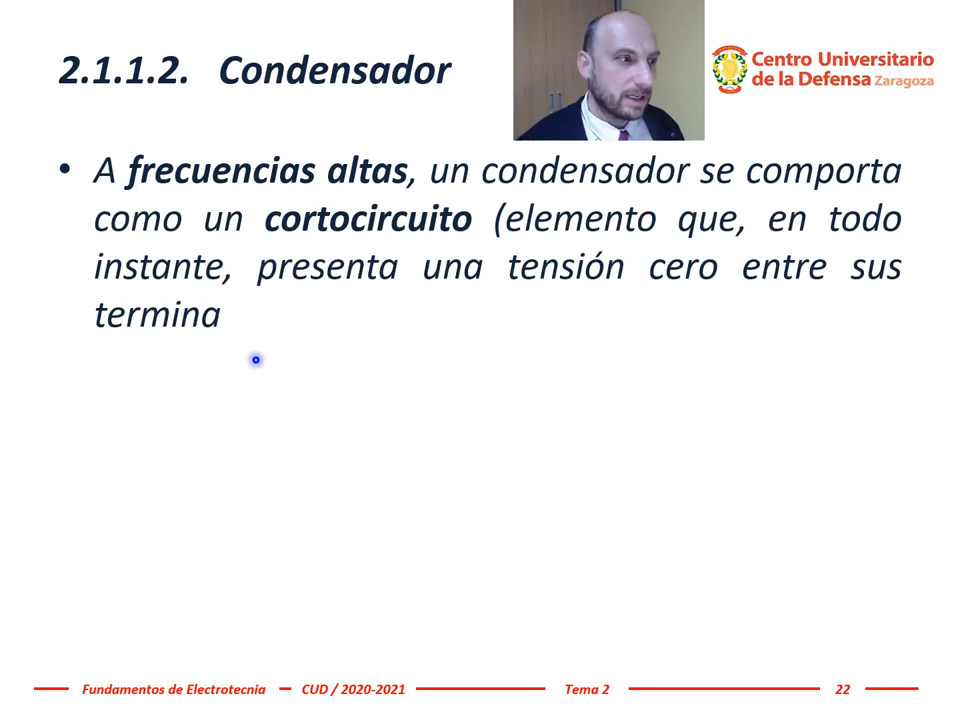 2.1.1.2. Condensador
Centro Universitario
de la Defensa Zaragoza
• A frecuencias altas, un condensador se comporta
como un cortocircuito (elemento que, en todo
instante, presenta una tensión cero entre sus
termina
Fundamentos de Electrotecnia CUD / 2020-2021 Tema 2 22